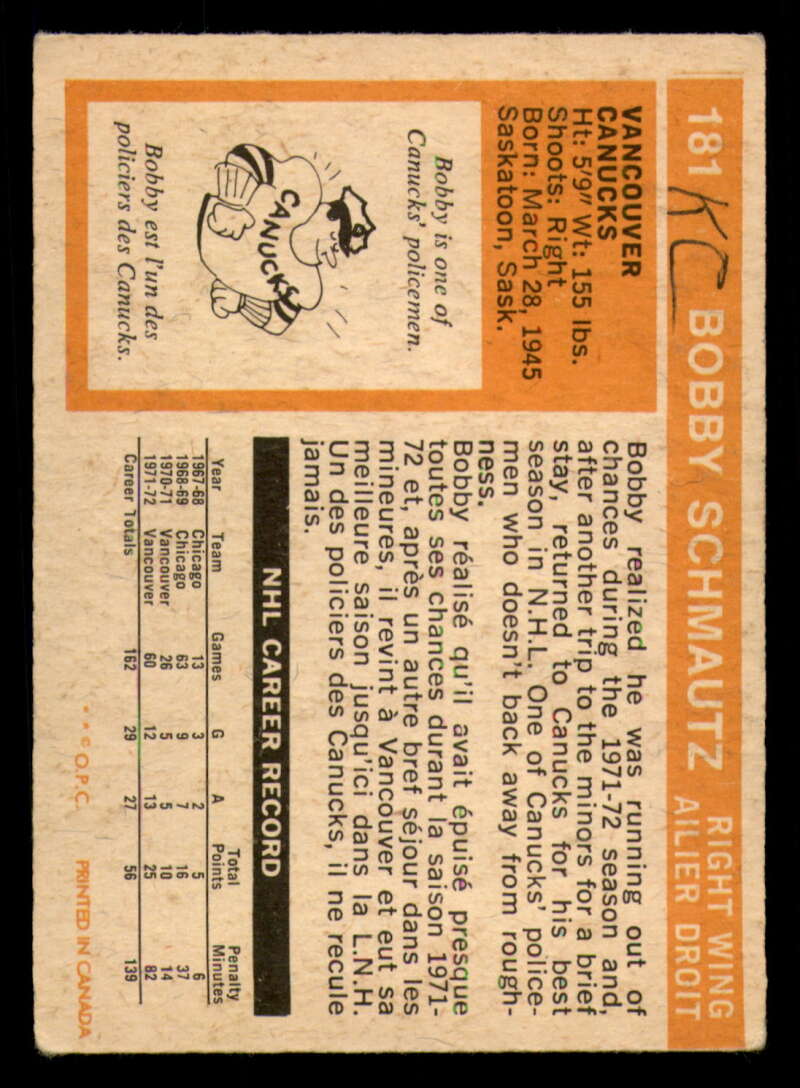 181 KC BOBBY SCHMAUTZ RIGHT WING
AILIER DROIT
VANCOUVER
CANUCKS
Ht: 5'9" Wt: 155 lbs.
Shoots: Right
Born: March 28, 1945
Saskatoon, Sask.
Bobby is one of
Canucks' policemen.
CANUCKS
Bobby est l'un des
policiers des Canucks.
Bobby realized he was running out of
chances during the 1971-72 season and,
after another trip to the minors for a brief
stay, returned to Canucks for his best
season in N.H.L. One of Canucks' police-
men who doesn't back away from rough-
ness.
Bobby réalisé qu'il avait épuisé presque
toutes ses chances durant la saison 1971-
72 et, après un autre bref séjour dans les
mineures, il revint à Vancouver et eut sa
meilleure saison jusqu'ici dans la L.N.H.
Un des policiers des Canucks, il ne recule
jamais.
NHL CAREER RECORD
Year Team Games G A Total Points Penalty Minutes
1967-68 Chicago 13 3 2 5 6
1968-69 Chicago 63 9 7 16 37
1970-71 Vancouver 26 5 5 10 14
1971-72 Vancouver 60 12 13 25 82
Career Totals 162 29 27 56 139
* * © O.P.C. PRINTED IN CANADA